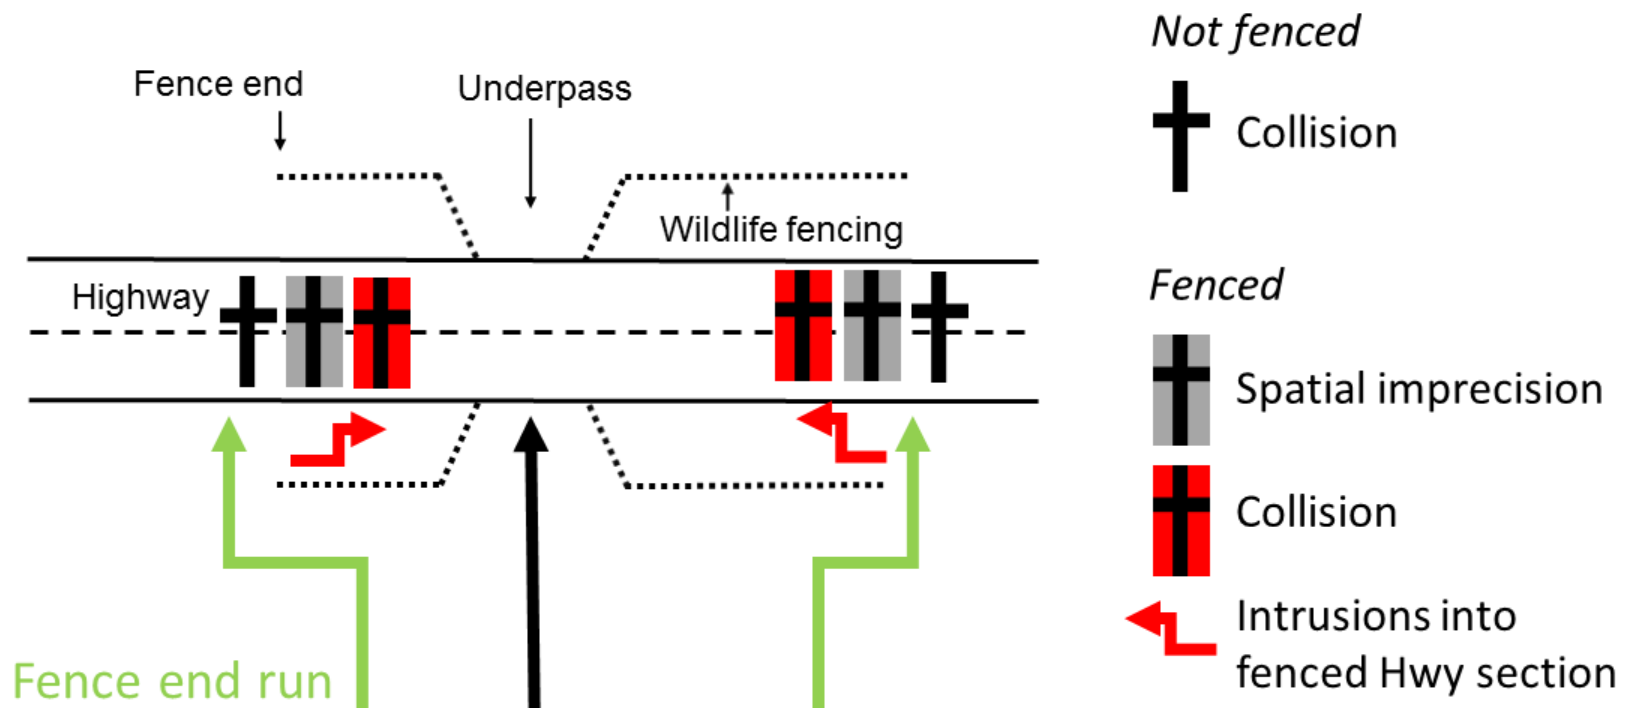 Fence end
Underpass
Wildlife fencing
Highway
Fence end run
Not fenced
Collision
Fenced
Spatial imprecision
Collision
Intrusions into
fenced Hwy section